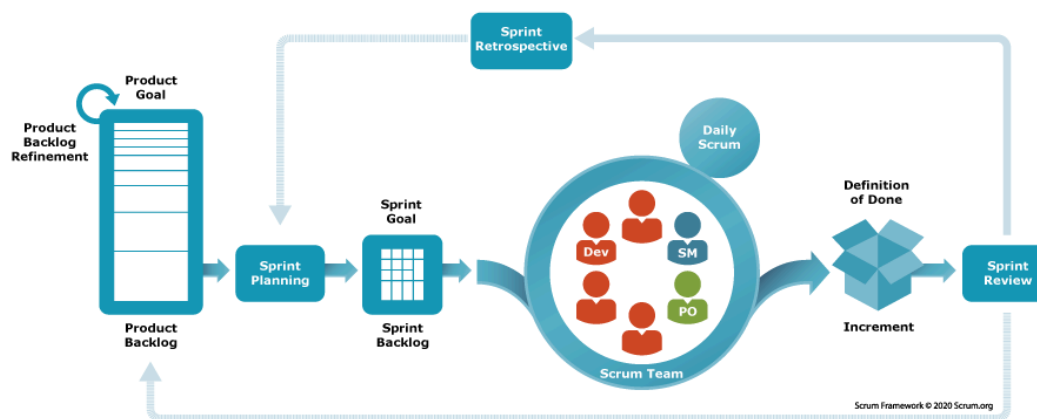 Sprint
Retrospective
Product
Goal
Product
Backlog
Refinement
Daily
Scrum
Definition
of Done
Sprint
Goal
Dev
SM
Sprint
Planning
Sprint
Review
PO
Product
Backlog
Sprint
Backlog
Increment
Scrum Team
Scrum Framework © 2020 Scrum.org